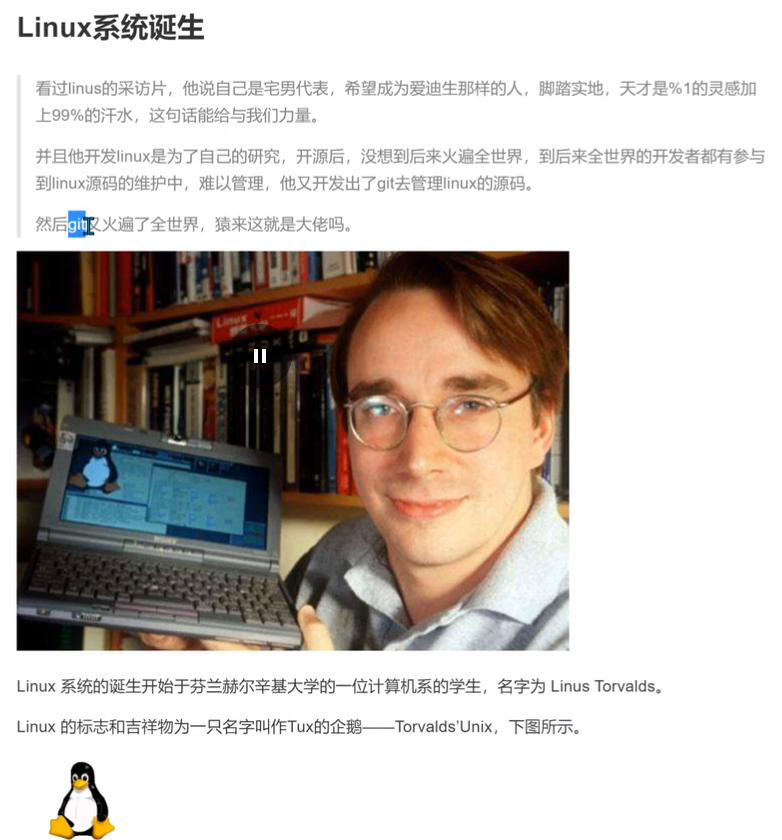 Linux系统诞生
看过linus的采访片，他说自己是宅男代表，希望成为爱迪生那样的人，脚踏实地，天才是%1的灵感加
上99%的汗水，这句话能给与我们力量。
并且他开发linux是为了自己的研究，开源后，没想到后来火遍全世界，到后来全世界的开发者都有参与
到linux源码的维护中，难以管理，他又开发出了git去管理linux的源码。
然后git又火遍了全世界，猿来这就是大佬吗。
Linux
SONY
Linux 系统的诞生开始于芬兰赫尔辛基大学的一位计算机系的学生，名字为 Linus Torvalds。
Linux 的标志和吉祥物为一只名字叫作Tux的企鹅——Torvalds’Unix，下图所示。